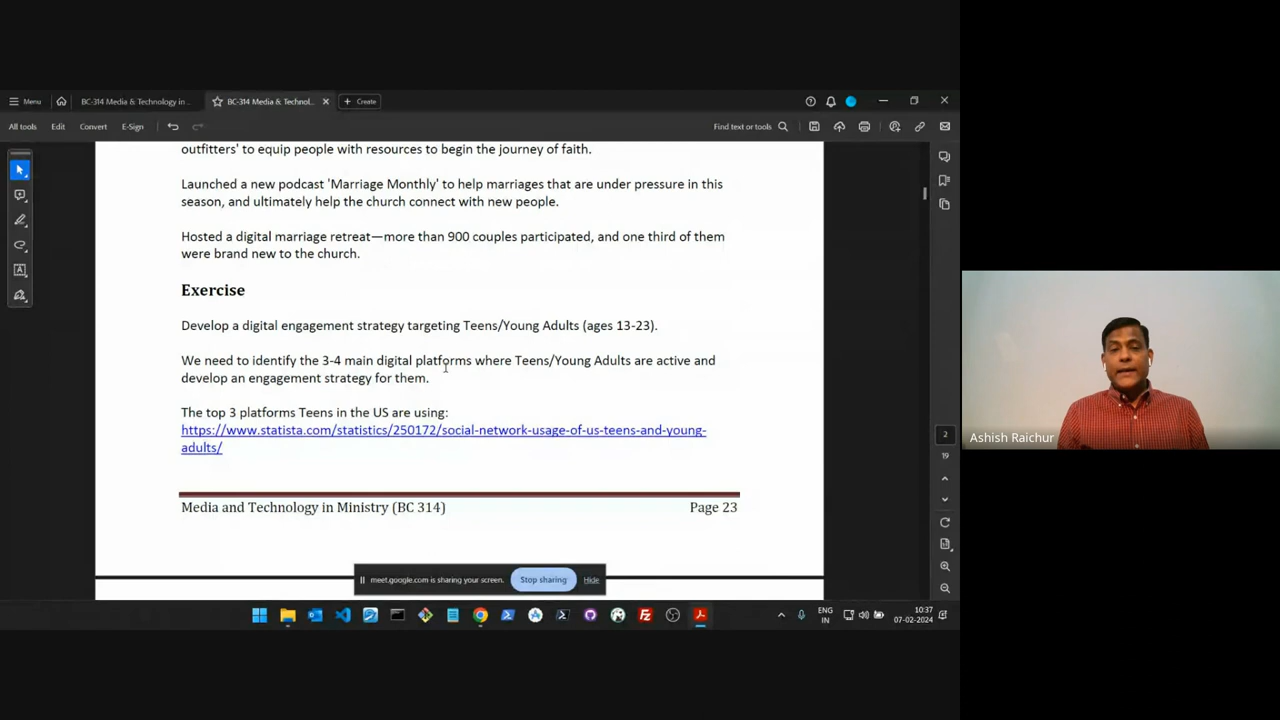 Menu
BC-314 Media & Technology in ...
BC-314 Media & Technol...
Create
All tools
Edit
Convert
E-Sign
Find text or tools
outfitters' to equip people with resources to begin the journey of faith.
Launched a new podcast 'Marriage Monthly' to help marriages that are under pressure in this
season, and ultimately help the church connect with new people.
Hosted a digital marriage retreat—more than 900 couples participated, and one third of them
were brand new to the church.
Exercise
Develop a digital engagement strategy targeting Teens/Young Adults (ages 13-23).
We need to identify the 3-4 main digital platforms where Teens/Young Adults are active and
develop an engagement strategy for them.
The top 3 platforms Teens in the US are using:
https://www.statista.com/statistics/250172/social-network-usage-of-us-teens-and-young-
adults/
Media and Technology in Ministry (BC 314)
Page 23
2
19
Ashish Raichur
meet.google.com is sharing your screen.
Stop sharing
Hide
ENG
IN
10:37
07-02-2024